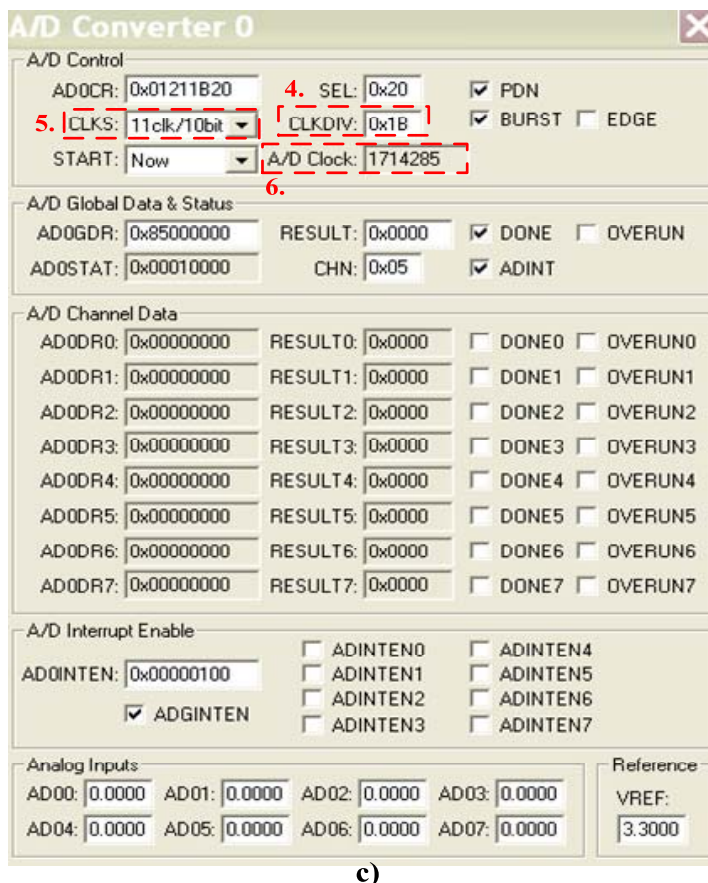 A/D Converter 0
A/D Control
AD0CR: 0x01211B20 4. SEL: 0x20 PDN
5. CLKS: 11clk/10bit CLKDIV: 0x1B BURST EDGE
START: Now A/D Clock: 1714285
6.
A/D Global Data & Status
AD0GDR: 0x85000000 RESULT: 0x0000 DONE OVERUN
AD0STAT: 0x00010000 CHN: 0x05 ADINT
A/D Channel Data
AD0DR0: 0x00000000 RESULT0: 0x0000 DONE0 OVERUN0
AD0DR1: 0x00000000 RESULT1: 0x0000 DONE1 OVERUN1
AD0DR2: 0x00000000 RESULT2: 0x0000 DONE2 OVERUN2
AD0DR3: 0x00000000 RESULT3: 0x0000 DONE3 OVERUN3
AD0DR4: 0x00000000 RESULT4: 0x0000 DONE4 OVERUN4
AD0DR5: 0x00000000 RESULT5: 0x0000 DONE5 OVERUN5
AD0DR6: 0x00000000 RESULT6: 0x0000 DONE6 OVERUN6
AD0DR7: 0x00000000 RESULT7: 0x0000 DONE7 OVERUN7
A/D Interrupt Enable
ADINTEN0 ADINTEN4
AD0INTEN: 0x00000100 ADINTEN1 ADINTEN5
ADINTEN2 ADINTEN6
ADGINTEN ADINTEN3 ADINTEN7
Analog Inputs Reference
AD00: 0.0000 AD01: 0.0000 AD02: 0.0000 AD03: 0.0000 VREF:
AD04: 0.0000 AD05: 0.0000 AD06: 0.0000 AD07: 0.0000 3.3000
c)